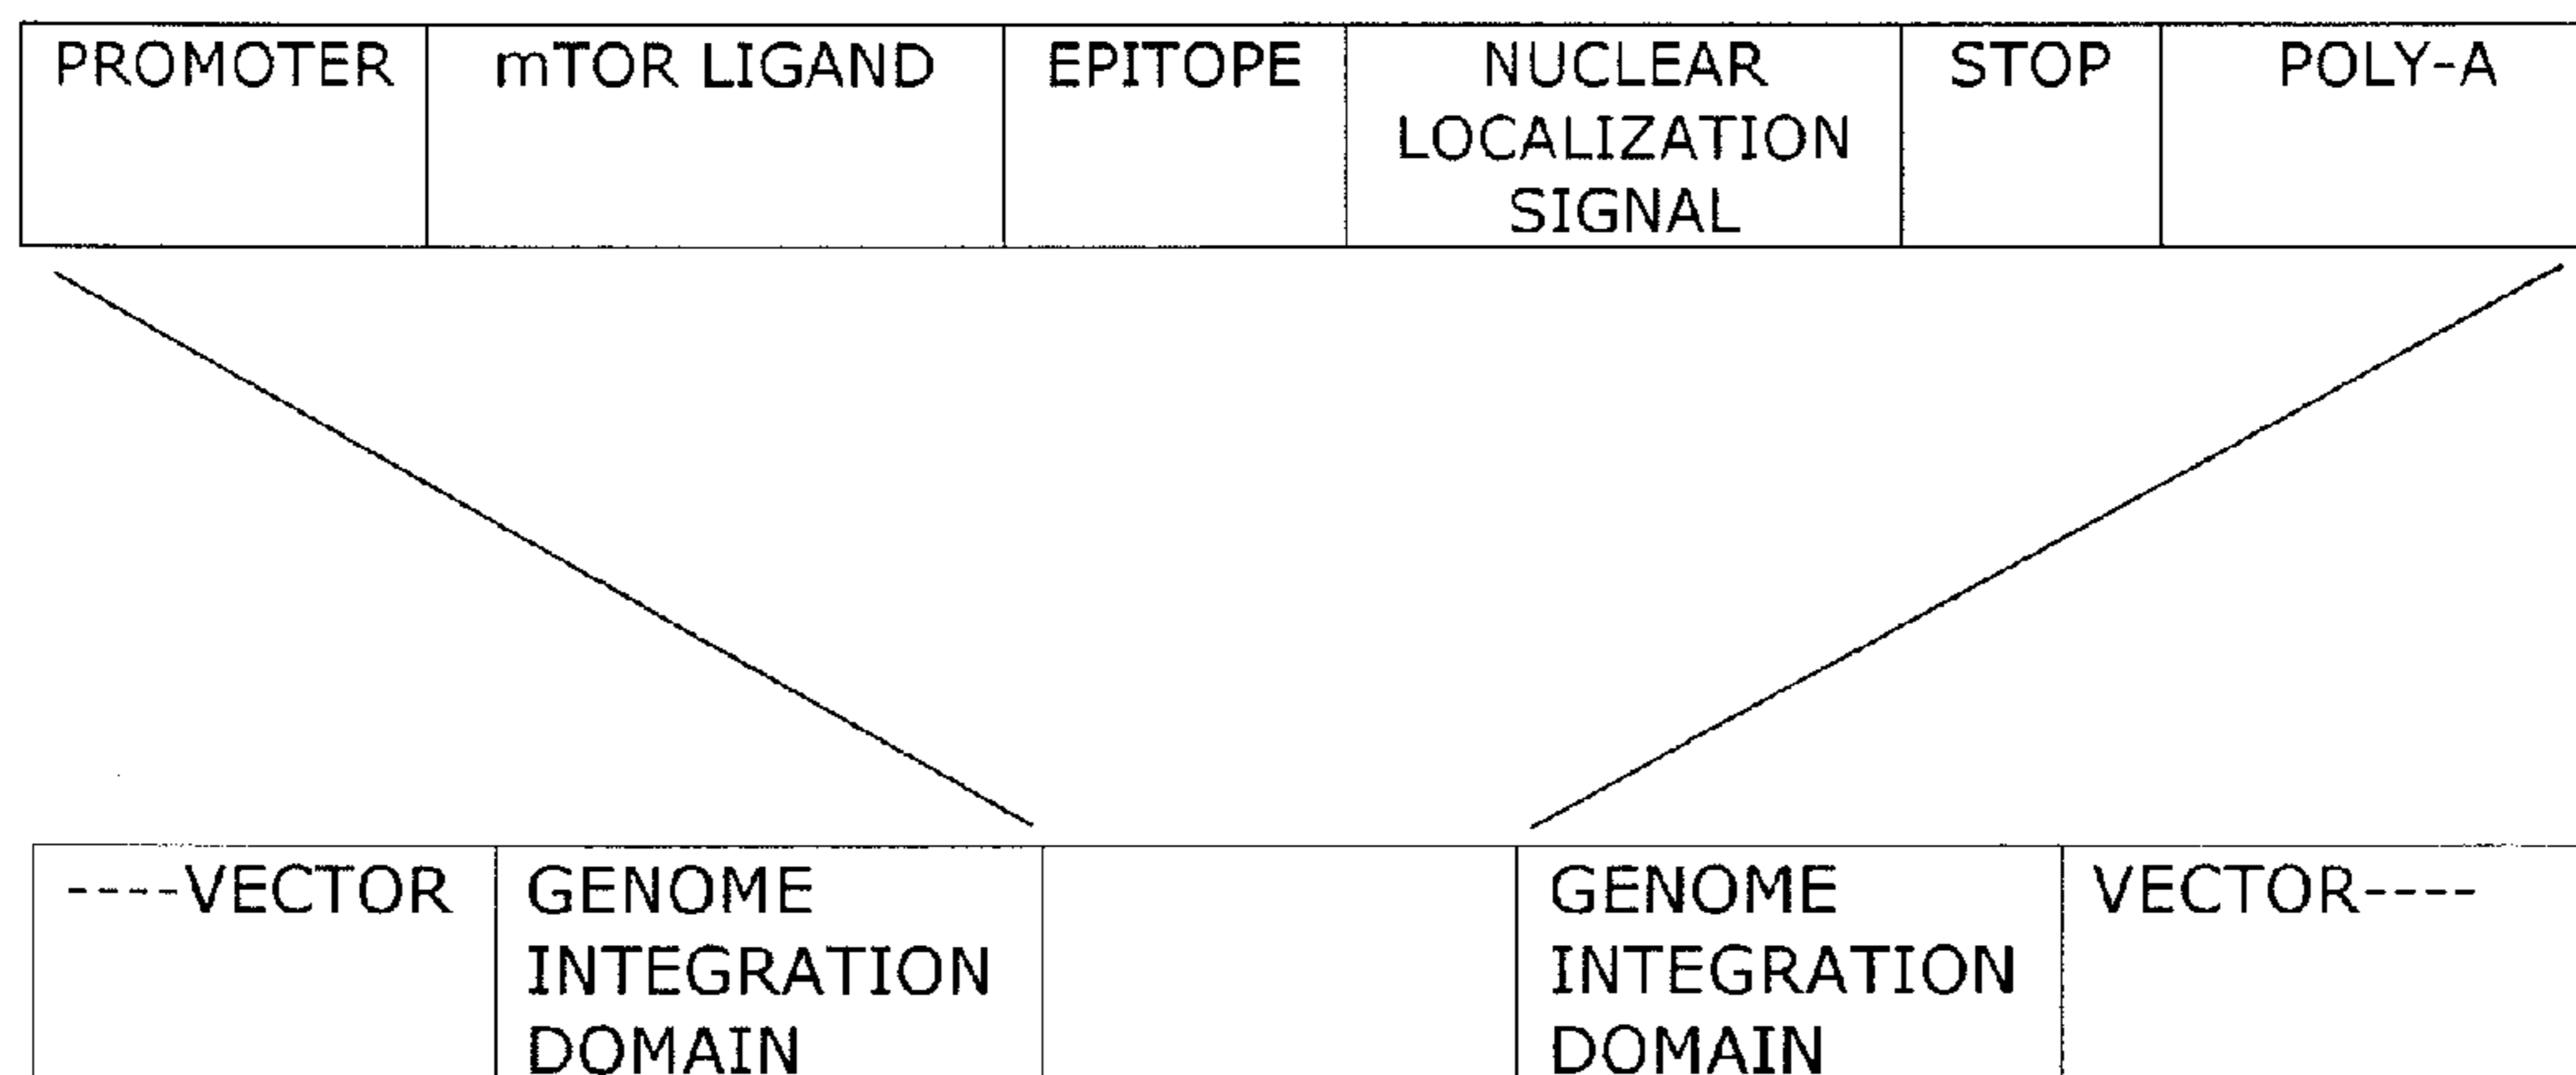 PROMOTER
mTOR LIGAND
EPITOPE
NUCLEAR
LOCALIZATION
SIGNAL
STOP
POLY-A
----VECTOR
GENOME
INTEGRATION
DOMAIN
GENOME
INTEGRATION
DOMAIN
VECTOR----